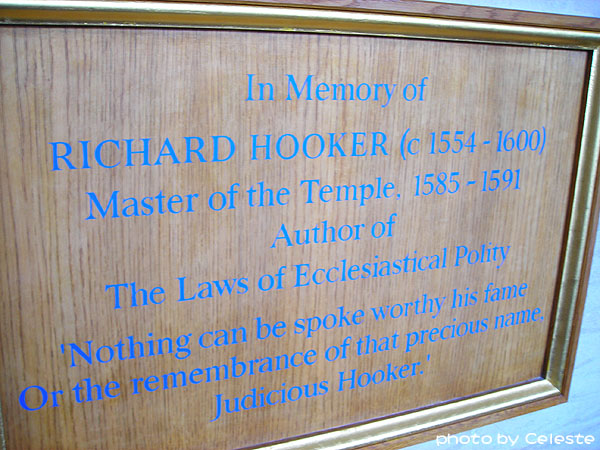 In Memory of
RICHARD HOOKER (c 1554 - 1600)
Master of the Temple, 1585 - 1591
Author of
The Laws of Ecclesiastical Polity
'Nothing can be spoke worthy his fame
Or the remembrance of that precious name,
Judicious Hooker.'
photo by Celeste